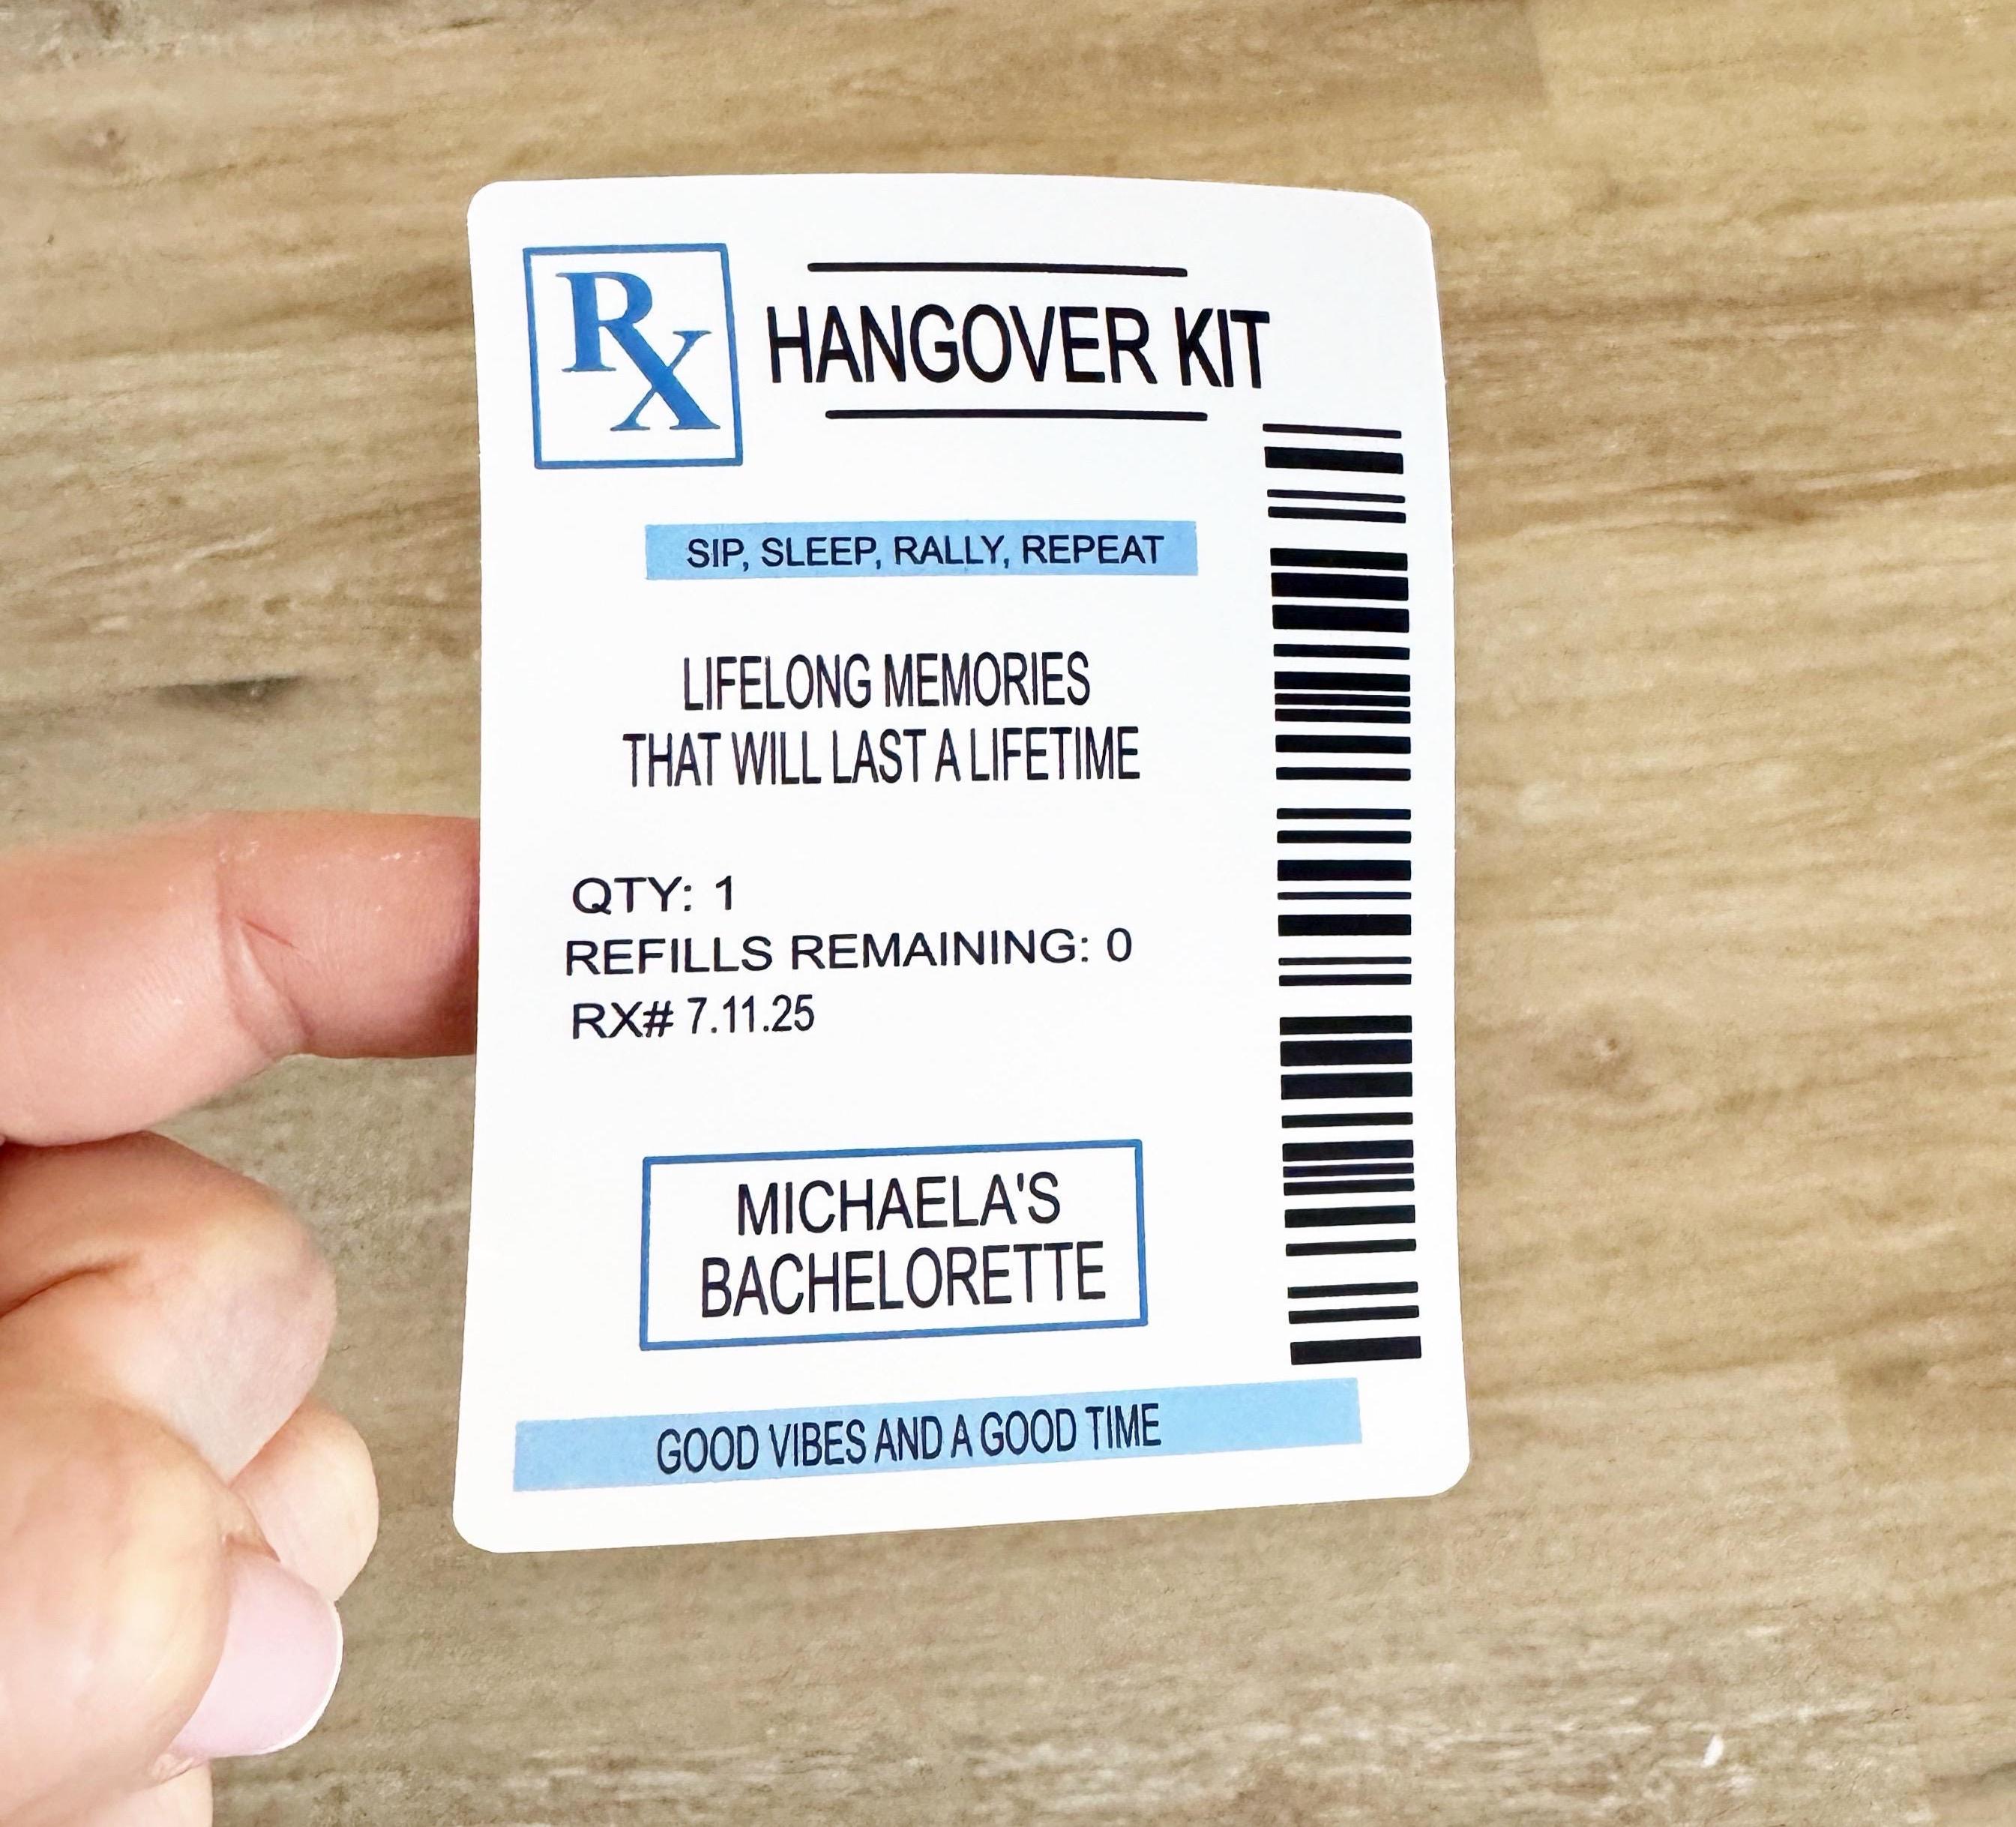 RX
HANGOVER KIT
SIP, SLEEP, RALLY, REPEAT
LIFELONG MEMORIES
THAT WILL LAST A LIFETIME
QTY: 1
REFILLS REMAINING: 0
RX# 7.11.25
MICHAELA'S
BACHELORETTE
GOOD VIBES AND A GOOD TIME